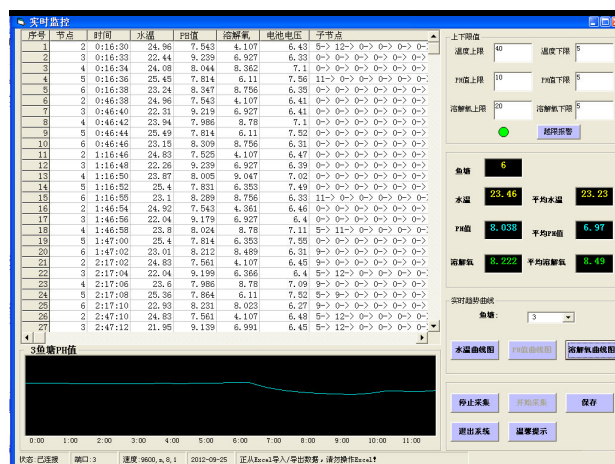 实时监控
序号 节点 时间 水温 PH值 溶解氧 电池电压 子节点
1 2 0:16:30 24.96 7.543 4.107 6.43 5-> 12-> 0-> 0-> 0-> 0->
2 3 0:16:33 22.44 9.239 6.927 6.33 0-> 0-> 0-> 0-> 0-> 0->
3 4 0:16:34 24.08 8.044 8.362 7.1 0-> 0-> 0-> 0-> 0-> 0->
4 5 0:16:36 25.45 7.814 6.11 7.56 11-> 0-> 0-> 0-> 0-> 0-
5 6 0:16:38 23.24 8.347 8.756 6.35 0-> 0-> 0-> 0-> 0-> 0->
6 2 0:46:38 24.96 7.543 4.107 6.41 0-> 0-> 0-> 0-> 0-> 0->
7 3 0:46:40 22.31 9.219 6.927 6.41 0-> 0-> 0-> 0-> 0-> 0->
8 4 0:46:42 23.94 7.986 8.78 7.1 0-> 0-> 0-> 0-> 0-> 0->
9 5 0:46:44 25.49 7.814 6.11 7.52 0-> 0-> 0-> 0-> 0-> 0->
10 6 0:46:46 23.15 8.309 8.756 6.31 0-> 0-> 0-> 0-> 0-> 0->
11 2 1:16:46 24.83 7.525 4.107 6.47 0-> 0-> 0-> 0-> 0-> 0->
12 3 1:16:48 22.26 9.239 6.927 6.39 0-> 0-> 0-> 0-> 0-> 0->
13 4 1:16:50 23.87 8.005 9.047 7.02 0-> 0-> 0-> 0-> 0-> 0->
14 5 1:16:52 25.4 7.831 6.353 7.49 0-> 0-> 0-> 0-> 0-> 0->
15 6 1:16:55 23.1 8.289 8.756 6.33 11-> 0-> 0-> 0-> 0-> 0-
16 2 1:46:54 24.92 7.543 4.361 6.46 0-> 0-> 0-> 0-> 0-> 0->
17 3 1:46:56 22.04 9.179 6.927 6.4 0-> 0-> 0-> 0-> 0-> 0->
18 4 1:46:58 23.8 8.024 8.78 7.11 5-> 11-> 0-> 0-> 0-> 0-
19 5 1:47:00 25.4 7.814 6.353 7.55 0-> 0-> 0-> 0-> 0-> 0->
20 6 1:47:02 23.01 8.212 8.489 6.31 9-> 0-> 0-> 0-> 0-> 0->
21 2 2:17:02 24.83 7.561 4.107 6.45 9-> 0-> 0-> 0-> 0-> 0->
22 3 2:17:04 22.04 9.199 6.366 6.4 5-> 12-> 0-> 0-> 0-> 0-
23 4 2:17:06 23.6 7.986 8.78 7.09 9-> 0-> 0-> 0-> 0-> 0->
24 5 2:17:08 25.36 7.864 6.11 7.52 5-> 0-> 0-> 0-> 0-> 0->
25 6 2:17:10 22.93 8.231 8.023 6.27 9-> 0-> 0-> 0-> 0-> 0->
26 2 2:47:10 24.83 7.561 4.107 6.48 5-> 12-> 0-> 0-> 0-> 0-
27 3 2:47:12 21.95 9.139 6.991 6.45 5-> 12-> 0-> 0-> 0-> 0-
3鱼塘PH值
0:00 1:00 2:00 3:00 4:00 5:00 6:00 7:00 8:00 9:00 10:00 11:00
上下限值
温度上限 40 温度下限 5
PH值上限 10 PH值下限 5
溶解氧上限 20 溶解氧下限 5
越限报警
鱼塘 6
水温 23.46 平均水温 23.23
PH值 8.038 平均PH值 6.97
溶解氧 8.222 平均溶解氧 8.49
实时趋势曲线
鱼塘: 3
水温曲线图 PH值曲线图 溶解氧曲线图
停止采集 开始采集 保存
退出系统 温馨提示
状态:已连接 端口:3 速度:9600,n,8,1 2012-09-25 正从Excel导入/导出数据,请勿操作Excel!